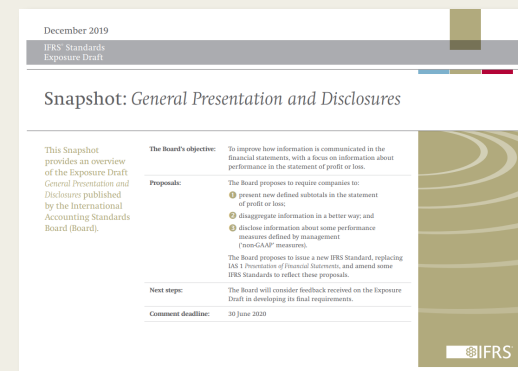 December 2019
IFRS® Standards
Exposure Draft
Snapshot: General Presentation and Disclosures
This Snapshot
provides an overview
of the Exposure Draft
General Presentation and
Disclosures published
by the International
Accounting Standards
Board (Board).
The Board's objective:
To improve how information is communicated in the
financial statements, with a focus on information about
performance in the statement of profit or loss.
Proposals:
The Board proposes to require companies to:
1 present new defined subtotals in the statement
of profit or loss;
2 disaggregate information in a better way; and
3 disclose information about some performance
measures defined by management
('non-GAAP' measures).
The Board proposes to issue a new IFRS Standard, replacing
IAS 1 Presentation of Financial Statements, and amend some
IFRS Standards to reflect these proposals.
Next steps:
The Board will consider feedback received on the Exposure
Draft in developing its final requirements.
Comment deadline:
30 June 2020
IFRS